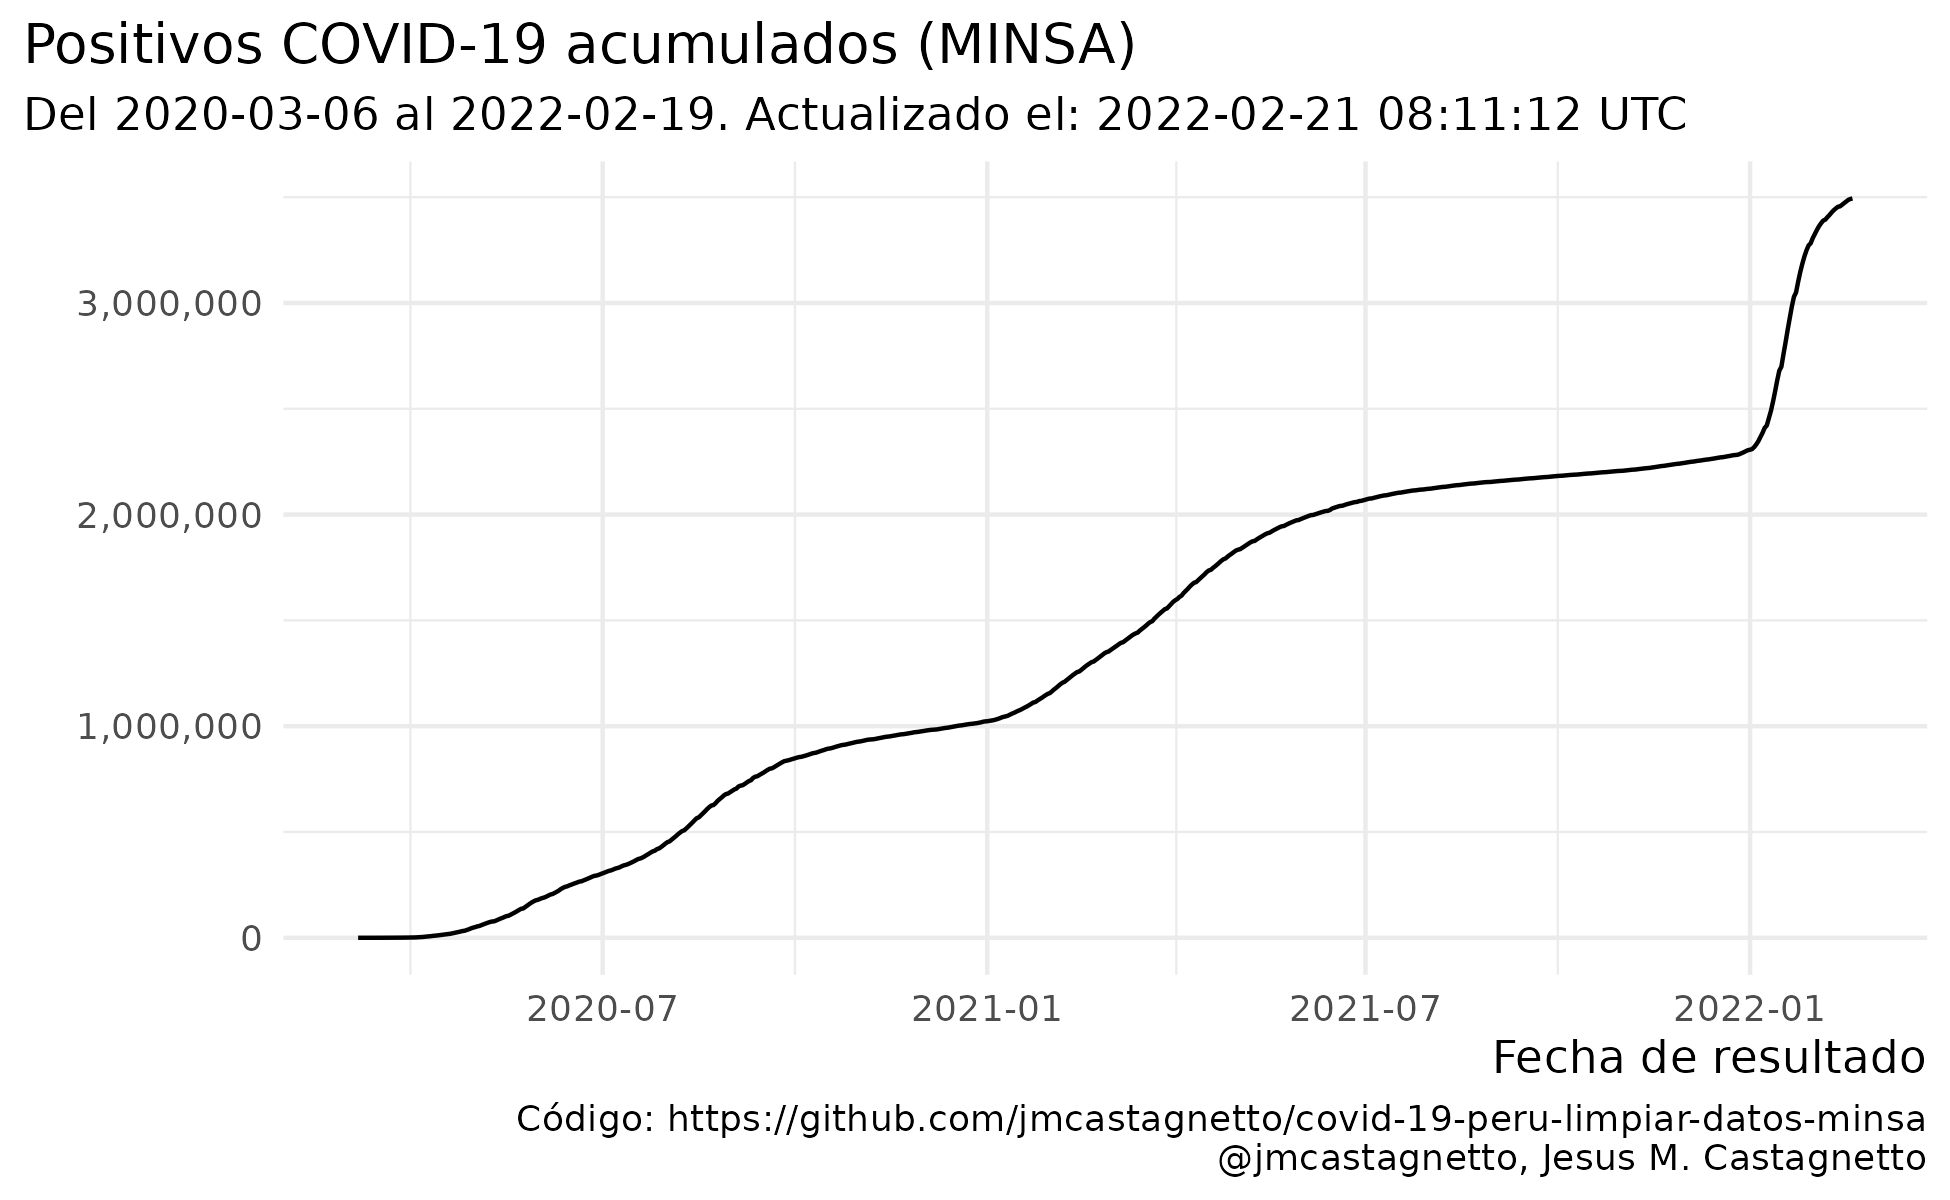 Positivos COVID-19 acumulados (MINSA)
Del 2020-03-06 al 2022-02-19. Actualizado el: 2022-02-21 08:11:12 UTC
3,000,000
2,000,000
1,000,000
0
2020-07 2021-01 2021-07 2022-01
Fecha de resultado
Código: https://github.com/jmcastagnetto/covid-19-peru-limpiar-datos-minsa
@jmcastagnetto, Jesus M. Castagnetto